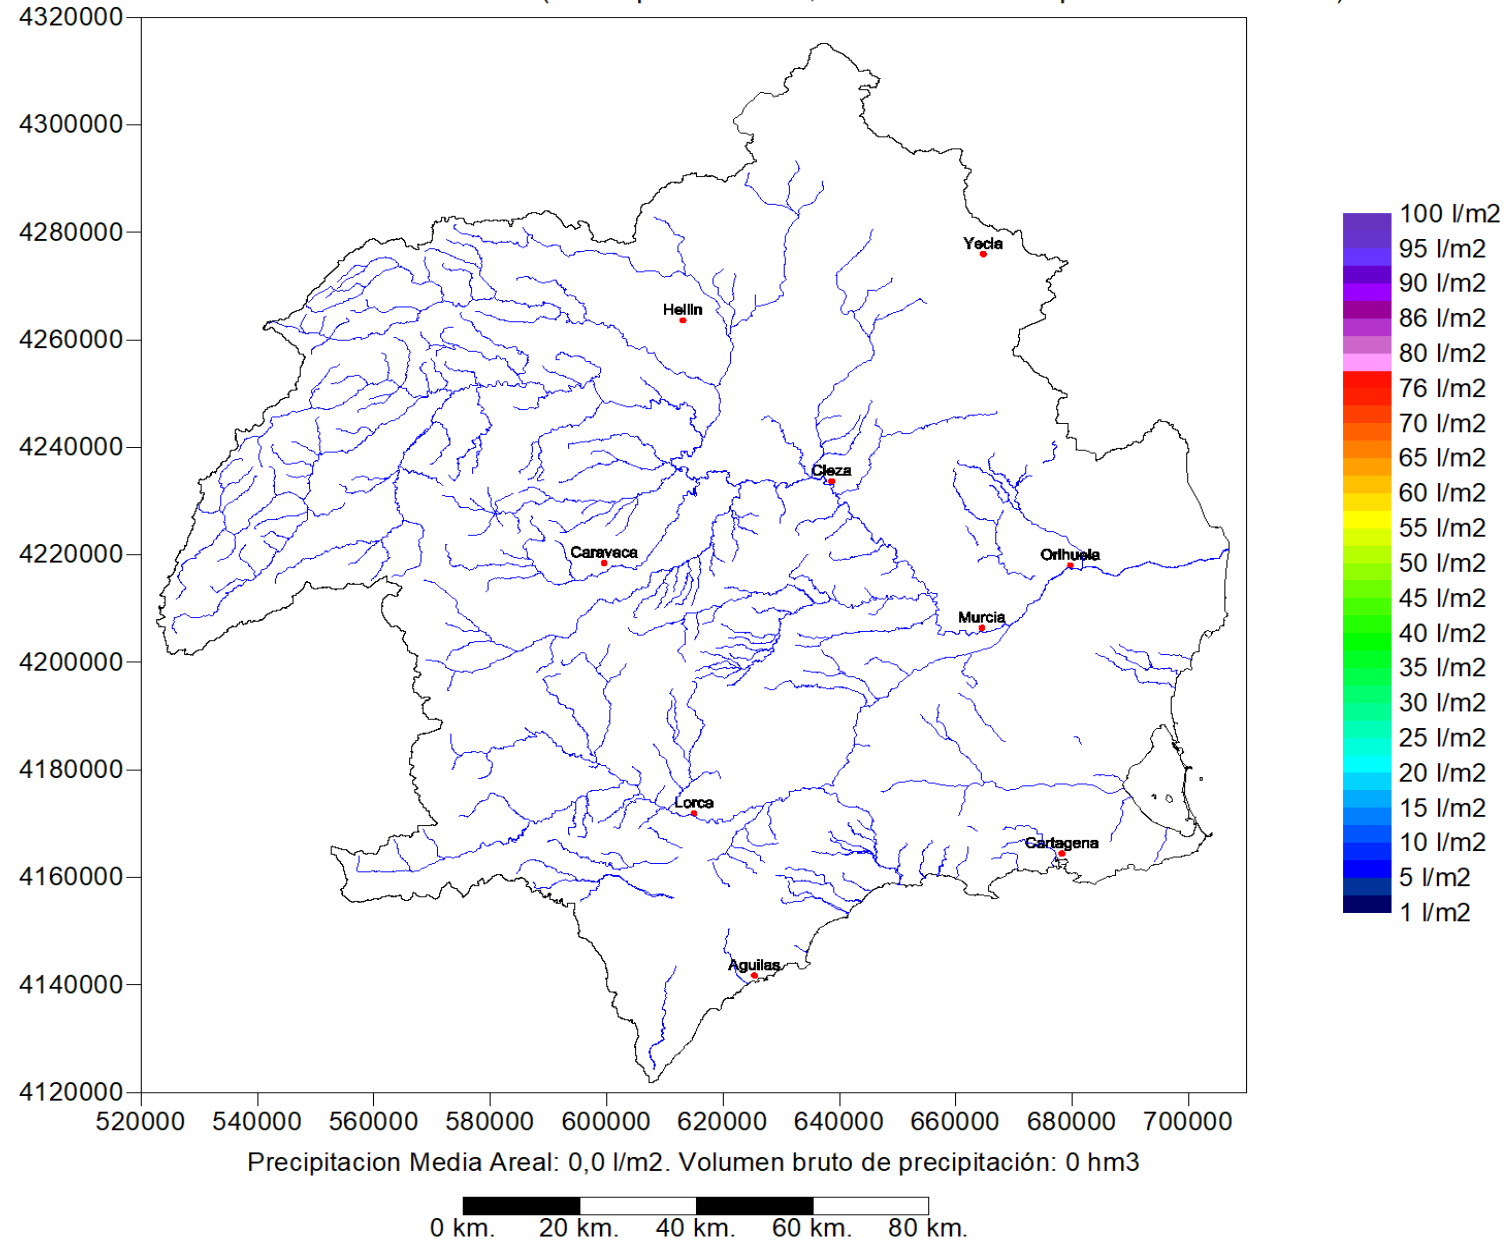 4320000
4300000
4280000
4260000
4240000
4220000
4200000
4180000
4160000
4140000
4120000
520000 540000 560000 580000 600000 620000 640000 660000 680000 700000
Yecla
Hellin
Cieza
Caravaca
Orihuela
Murcia
Lorca
Cartagena
Aguilas
100 l/m2
95 l/m2
90 l/m2
86 l/m2
80 l/m2
76 l/m2
70 l/m2
65 l/m2
60 l/m2
55 l/m2
50 l/m2
45 l/m2
40 l/m2
35 l/m2
30 l/m2
25 l/m2
20 l/m2
15 l/m2
10 l/m2
5 l/m2
1 l/m2
Precipitacion Media Areal: 0,0 l/m2. Volumen bruto de precipitación: 0 hm3
0 km. 20 km. 40 km. 60 km. 80 km.